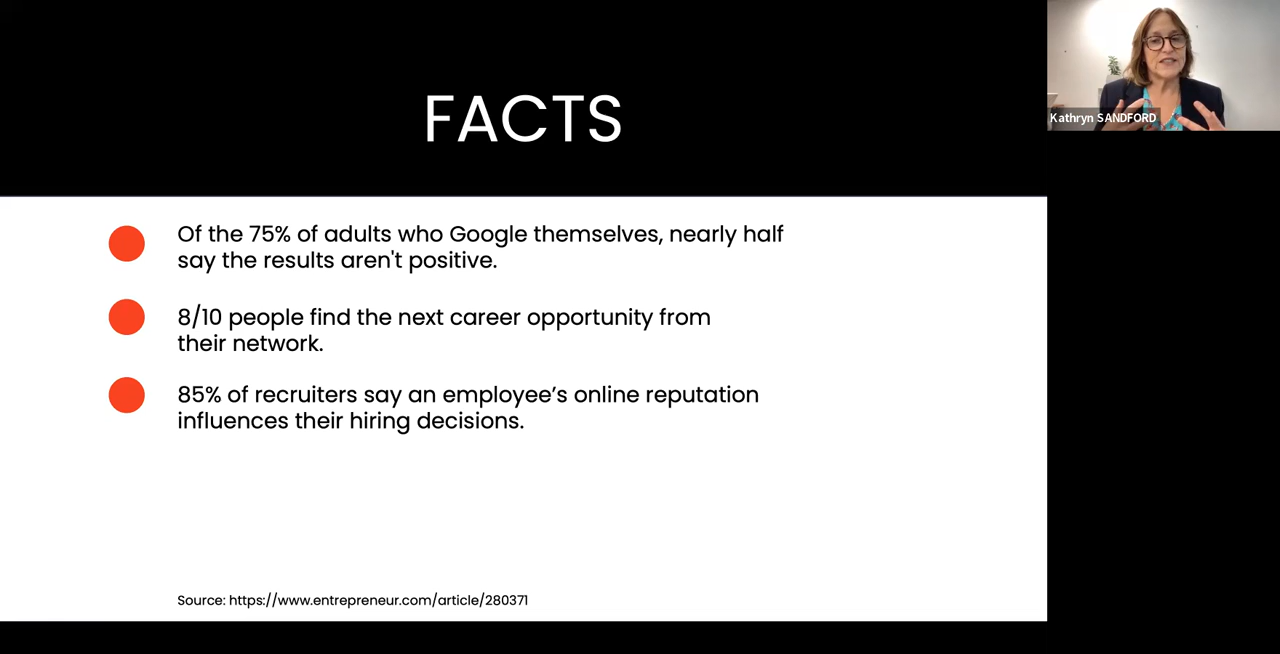 FACTS
Kathryn SANDFORD
Of the 75% of adults who Google themselves, nearly half
say the results aren't positive.
8/10 people find the next career opportunity from
their network.
85% of recruiters say an employee’s online reputation
influences their hiring decisions.
Source: https://www.entrepreneur.com/article/280371